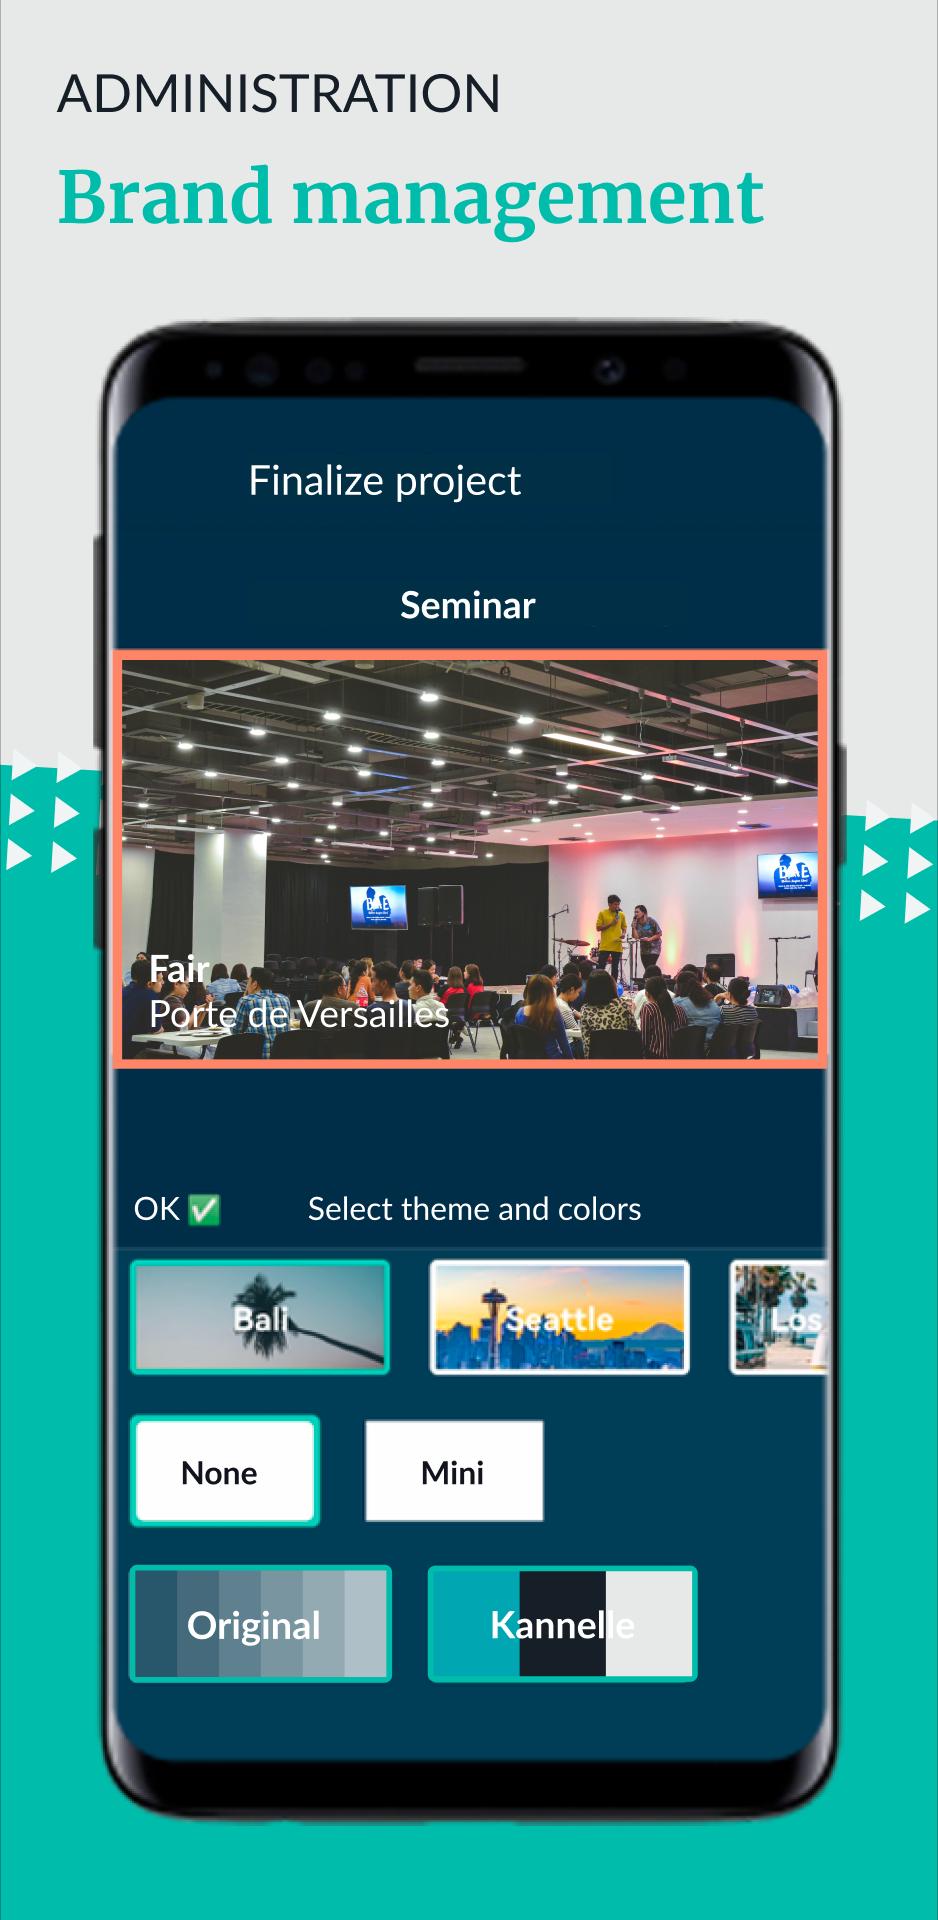 ADMINISTRATION
Brand management
Finalize project
Seminar
Fair
Porte de Versailles
OK ✅ Select theme and colors
Bali Seattle Los
None Mini
Original Kannelle